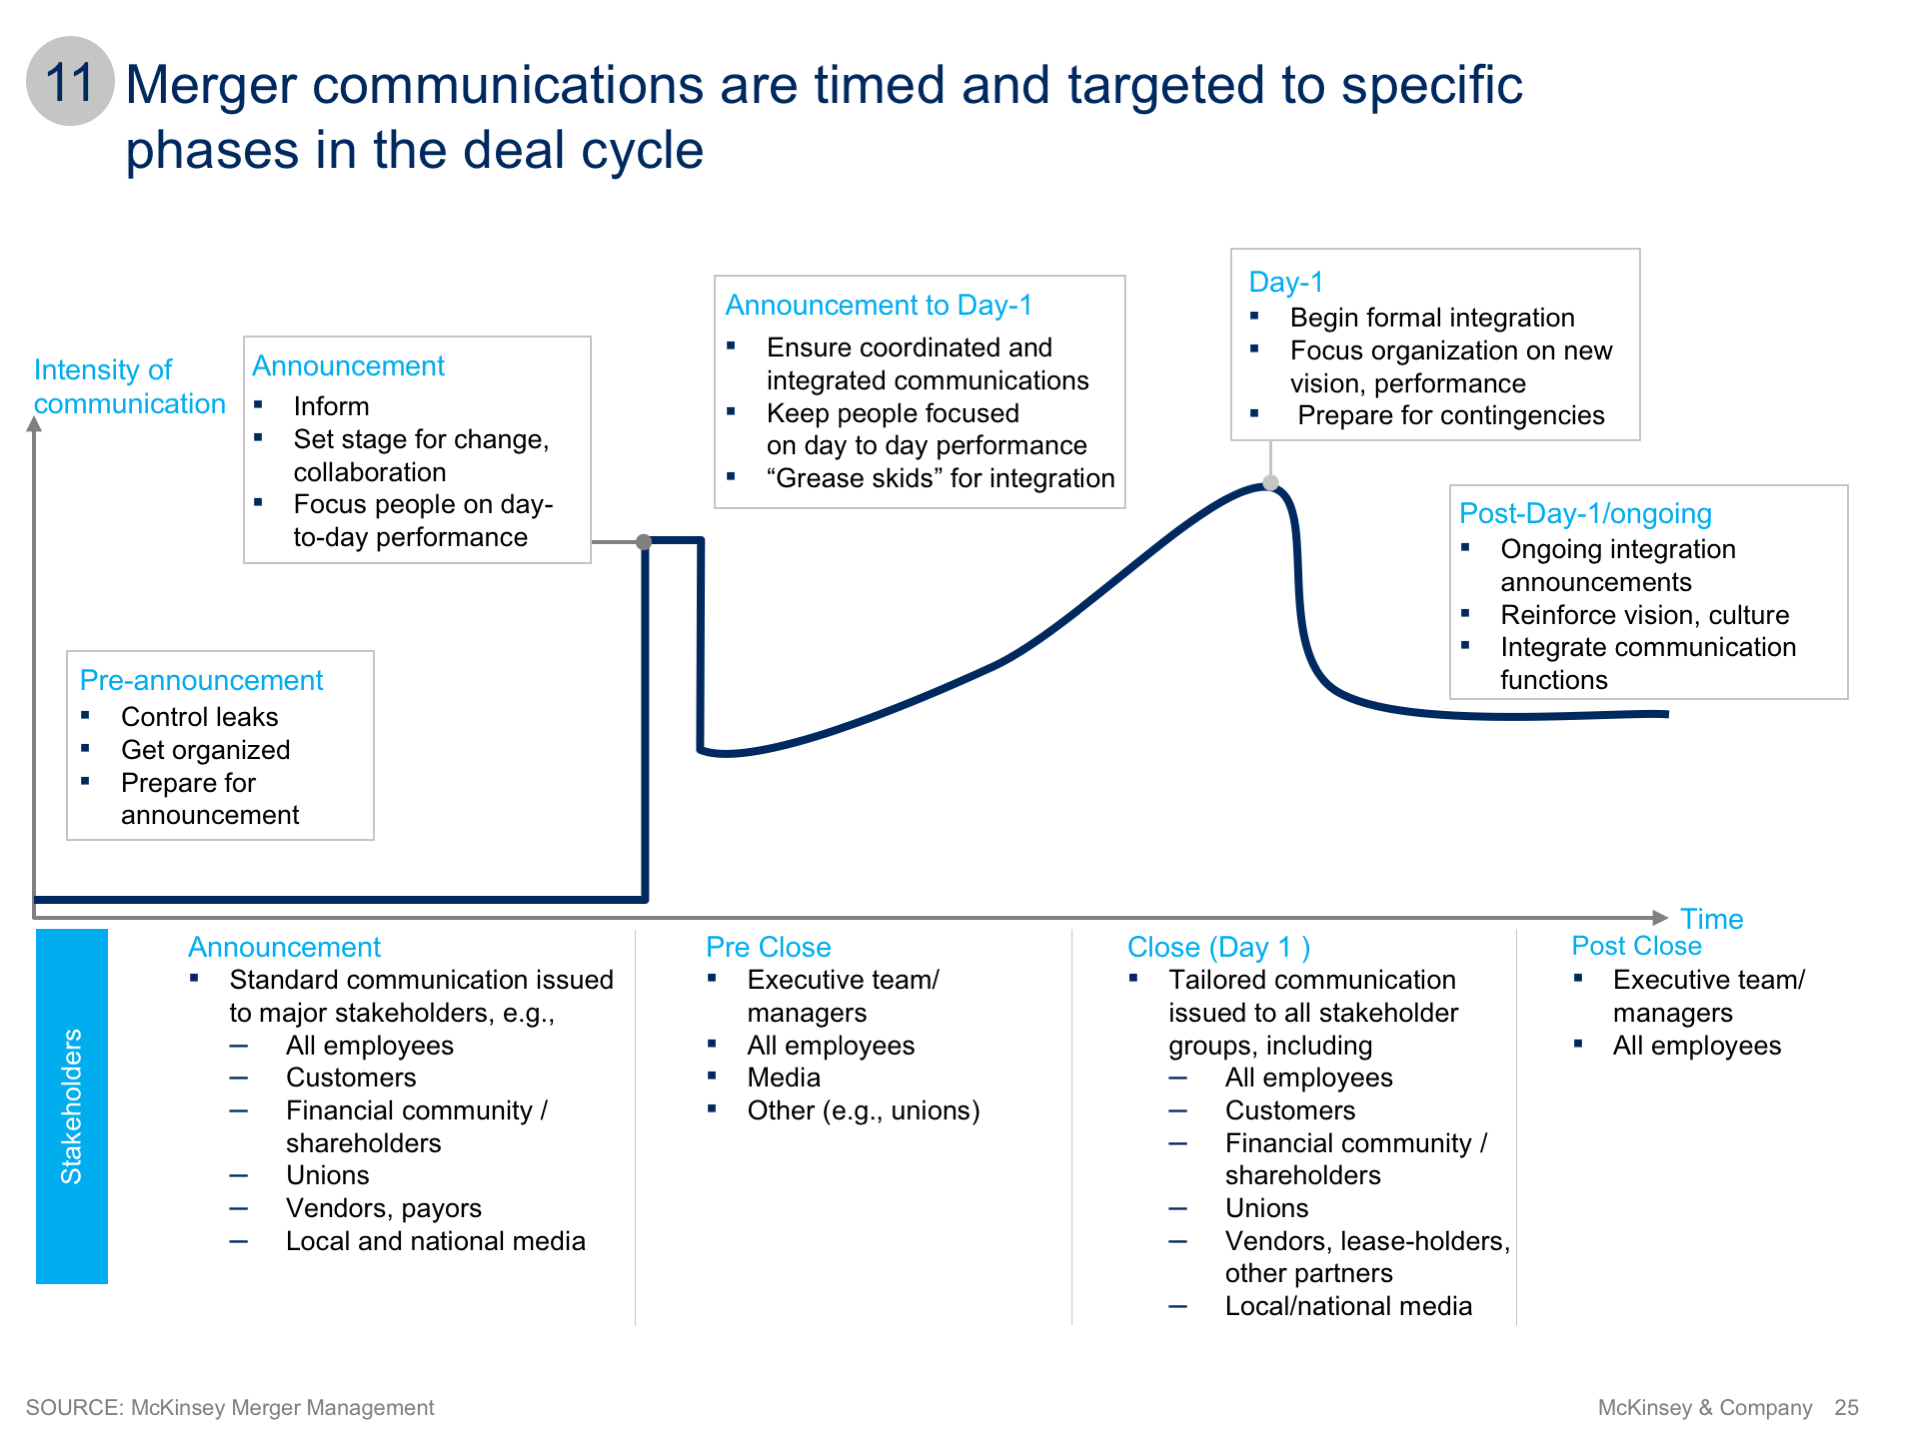 11
Merger communications are timed and targeted to specific
phases in the deal cycle
Intensity of
communication
Pre-announcement
▪ Control leaks
▪ Get organized
▪ Prepare for
announcement
Announcement
▪ Inform
▪ Set stage for change,
collaboration
▪ Focus people on day-
to-day performance
Announcement to Day-1
▪ Ensure coordinated and
integrated communications
▪ Keep people focused
on day to day performance
▪ “Grease skids” for integration
Day-1
▪ Begin formal integration
▪ Focus organization on new
vision, performance
▪ Prepare for contingencies
Post-Day-1/ongoing
▪ Ongoing integration
announcements
▪ Reinforce vision, culture
▪ Integrate communication
functions
Time
Stakeholders
Announcement
▪ Standard communication issued
to major stakeholders, e.g.,
– All employees
– Customers
– Financial community /
shareholders
– Unions
– Vendors, payors
– Local and national media
Pre Close
▪ Executive team/
managers
▪ All employees
▪ Media
▪ Other (e.g., unions)
Close (Day 1 )
▪ Tailored communication
issued to all stakeholder
groups, including
– All employees
– Customers
– Financial community /
shareholders
– Unions
– Vendors, lease-holders,
other partners
– Local/national media
Post Close
▪ Executive team/
managers
▪ All employees
SOURCE: McKinsey Merger Management
McKinsey & Company 25